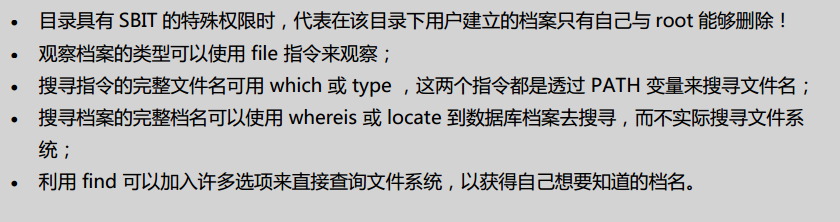 • 目录具有 SBIT 的特殊权限时，代表在该目录下用户建立的档案只有自己与 root 能够删除！
• 观察档案的类型可以使用 file 指令来观察；
• 搜寻指令的完整文件名可用 which 或 type ，这两个指令都是透过 PATH 变量来搜寻文件名；
• 搜寻档案的完整档名可以使用 whereis 或 locate 到数据库档案去搜寻，而不实际搜寻文件系
统；
• 利用 find 可以加入许多选项来直接查询文件系统，以获得自己想要知道的档名。